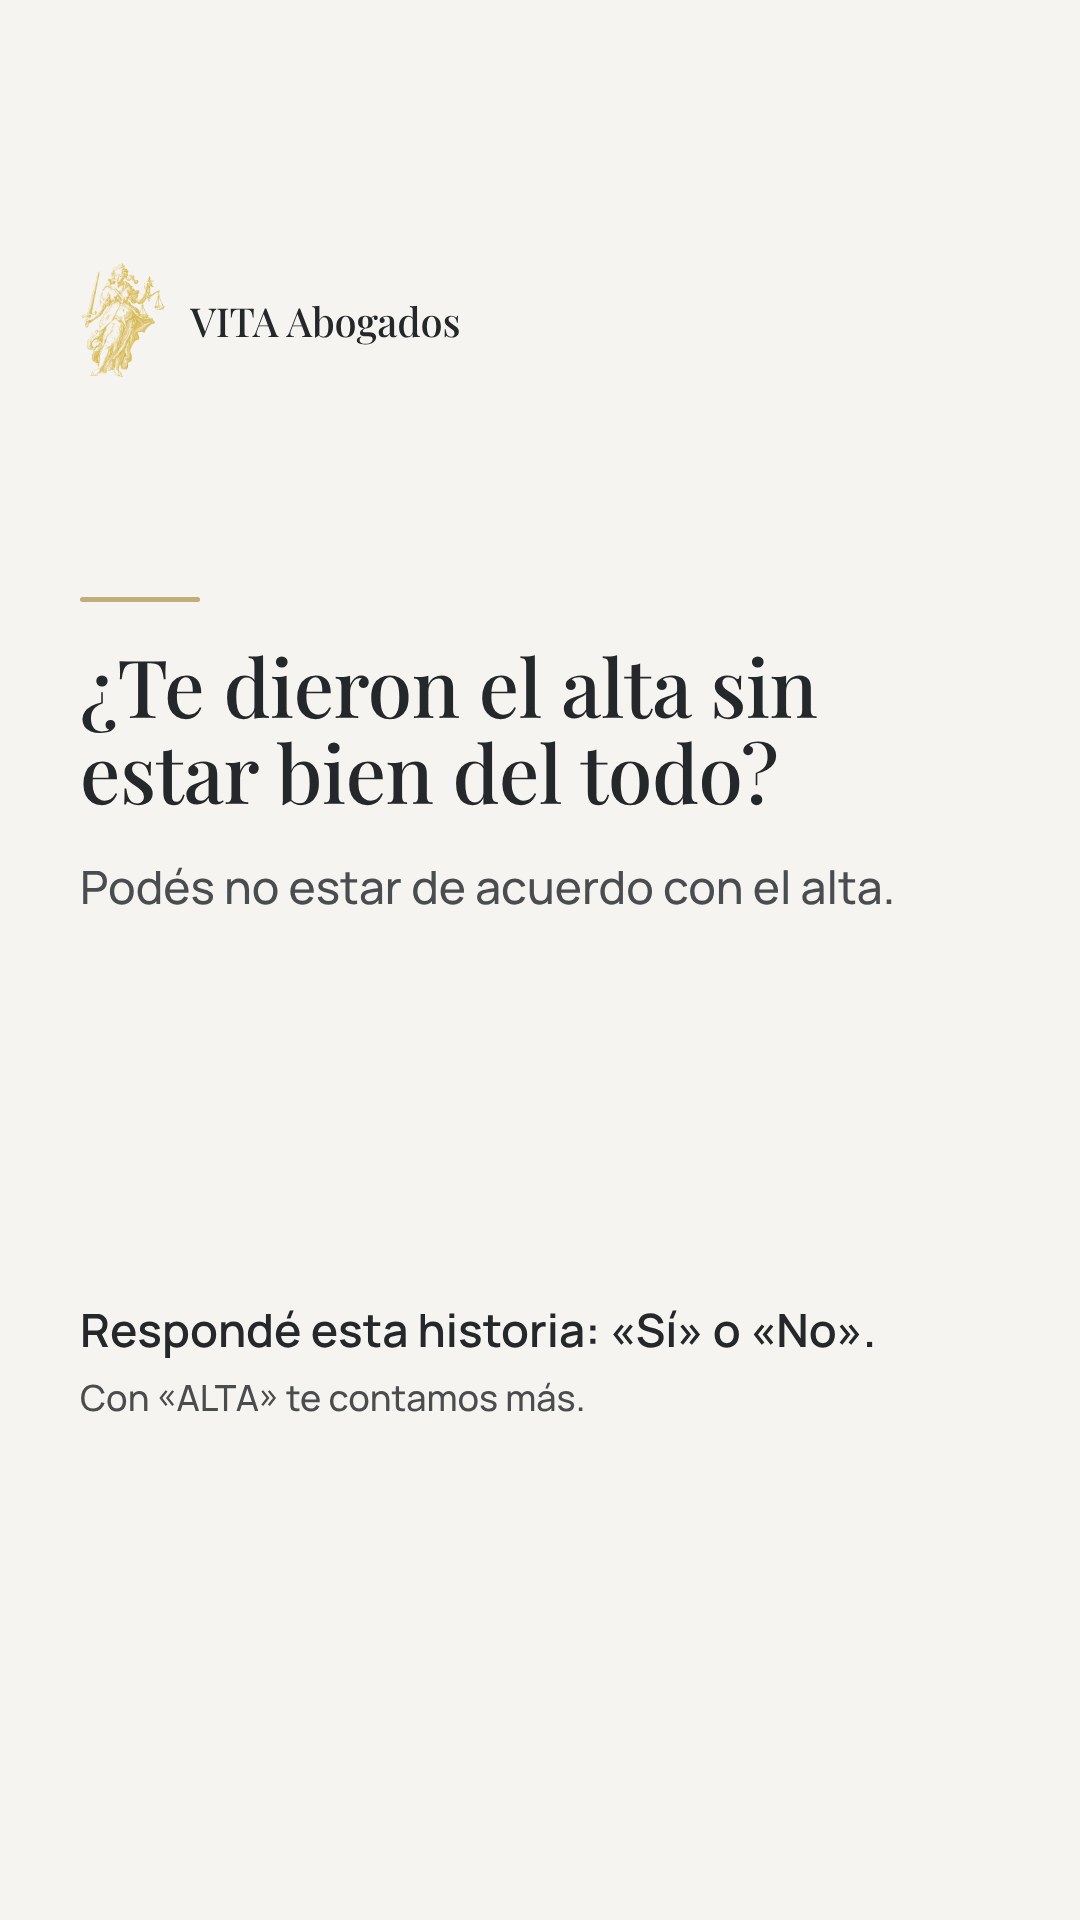 VITA Abogados
¿Te dieron el alta sin
estar bien del todo?
Podés no estar de acuerdo con el alta.
Respondé esta historia: «Sí» o «No».
Con «ALTA» te contamos más.